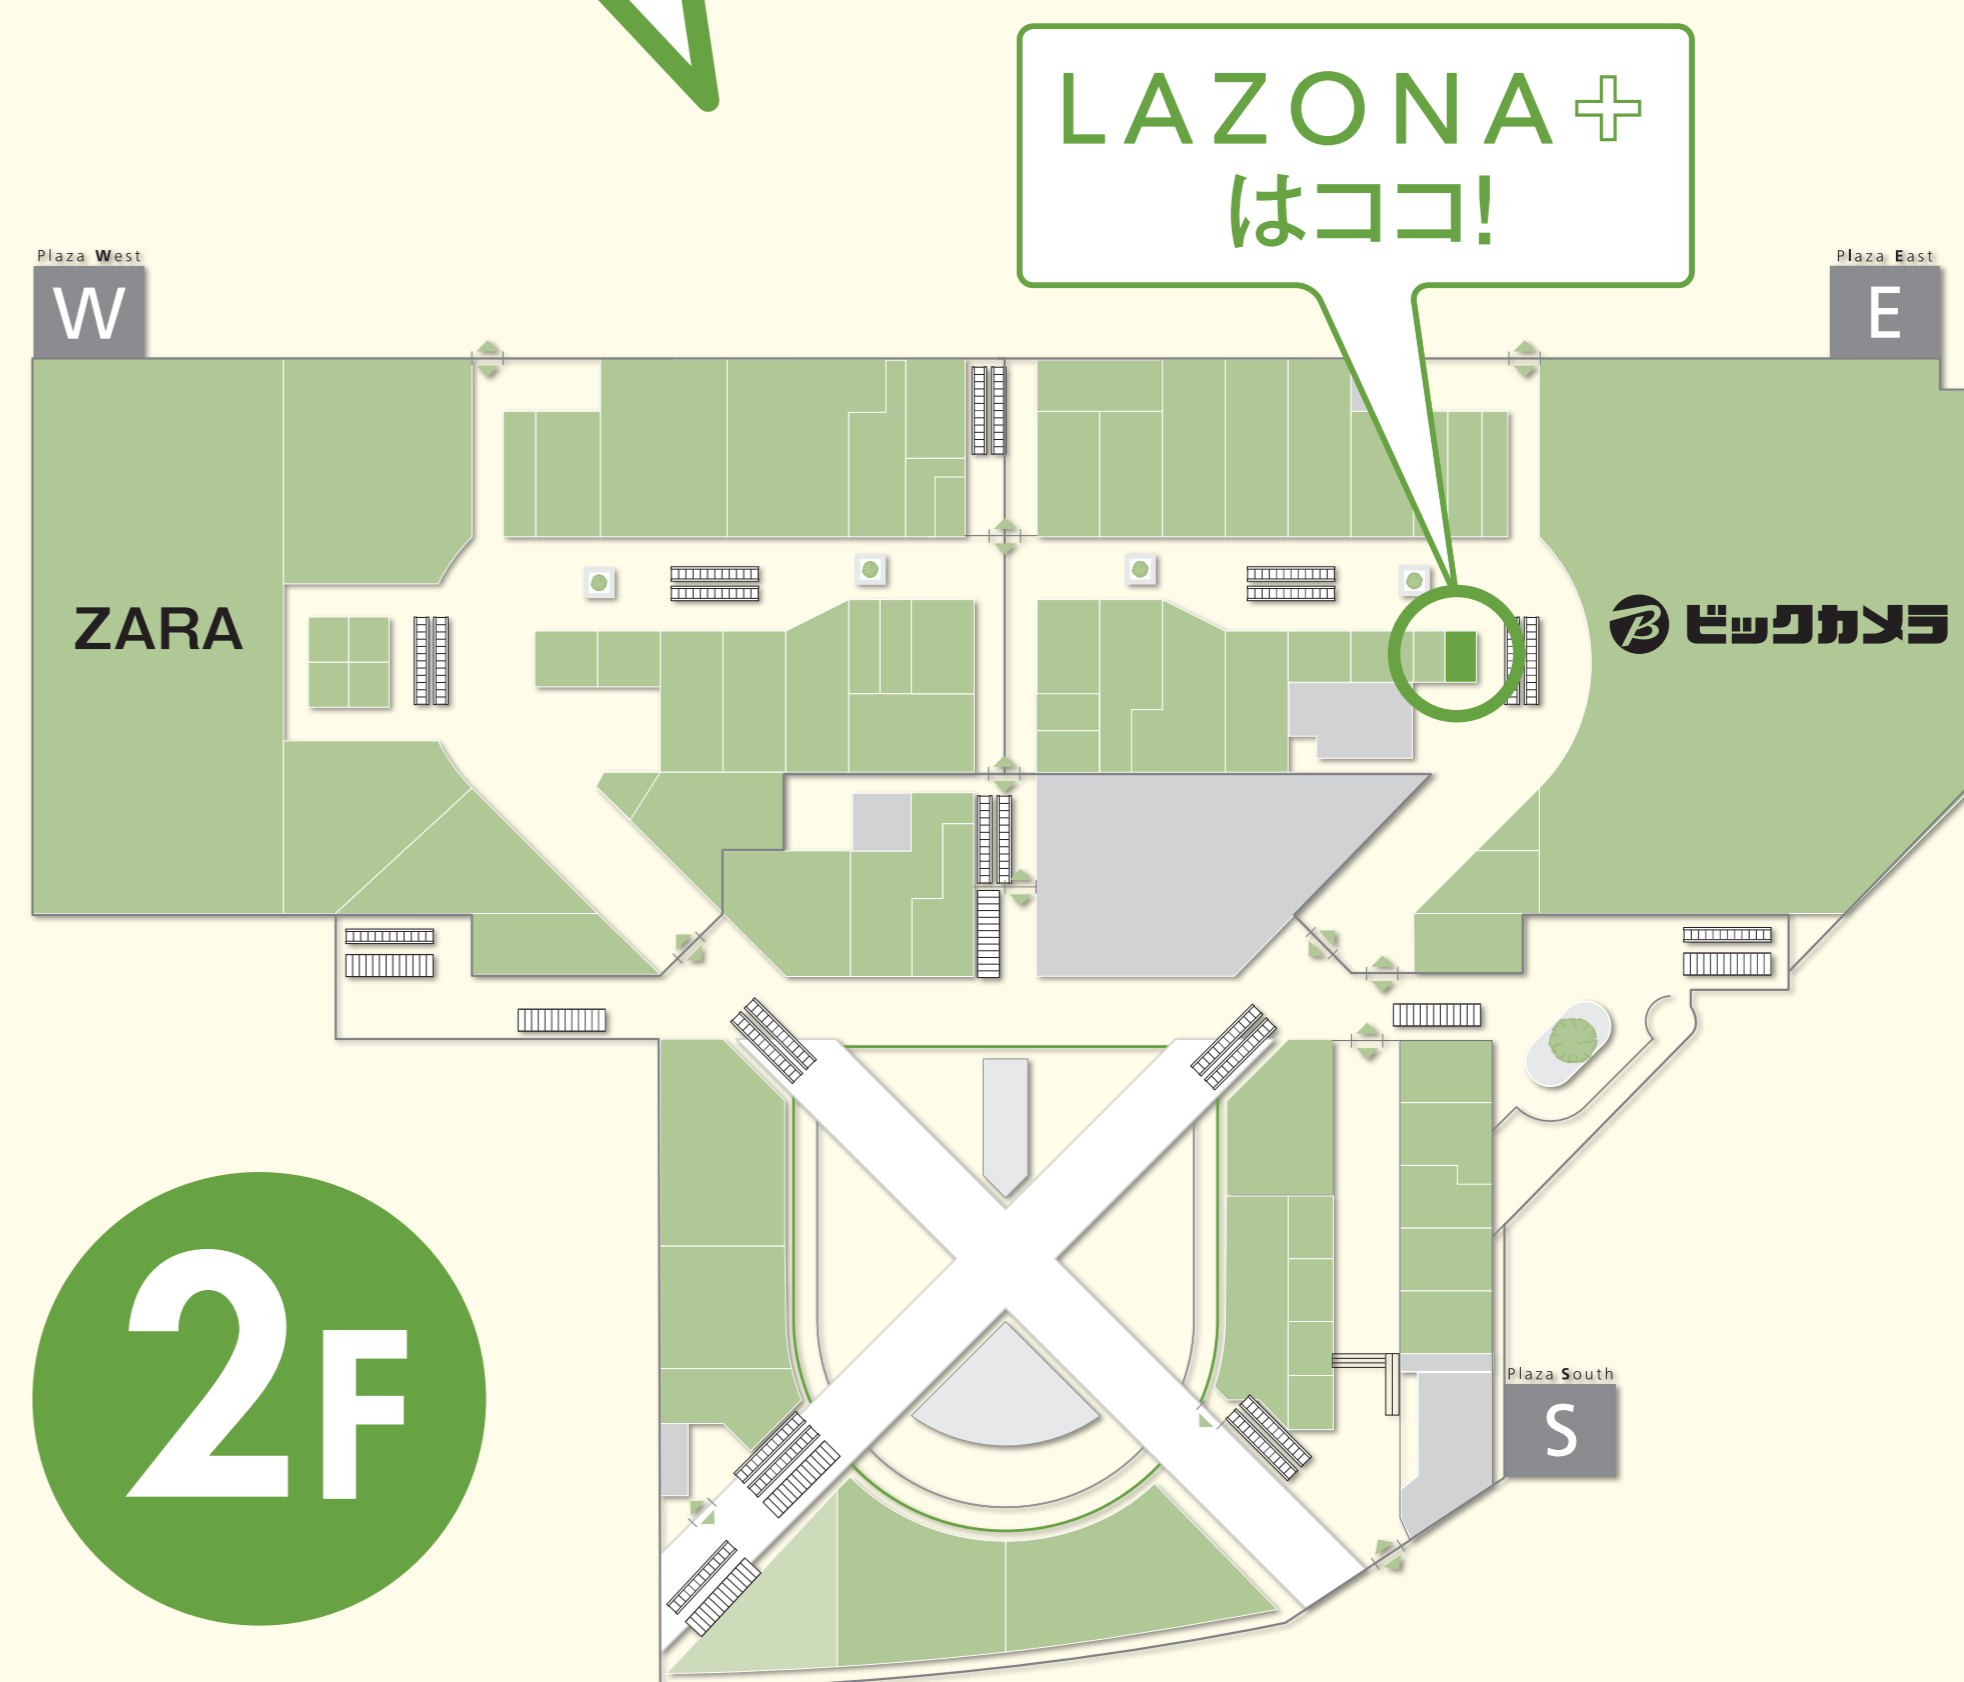 LAZONA+
はココ!
Plaza West
W
Plaza East
E
ZARA
B ビックカメラ
2F
Plaza South
S